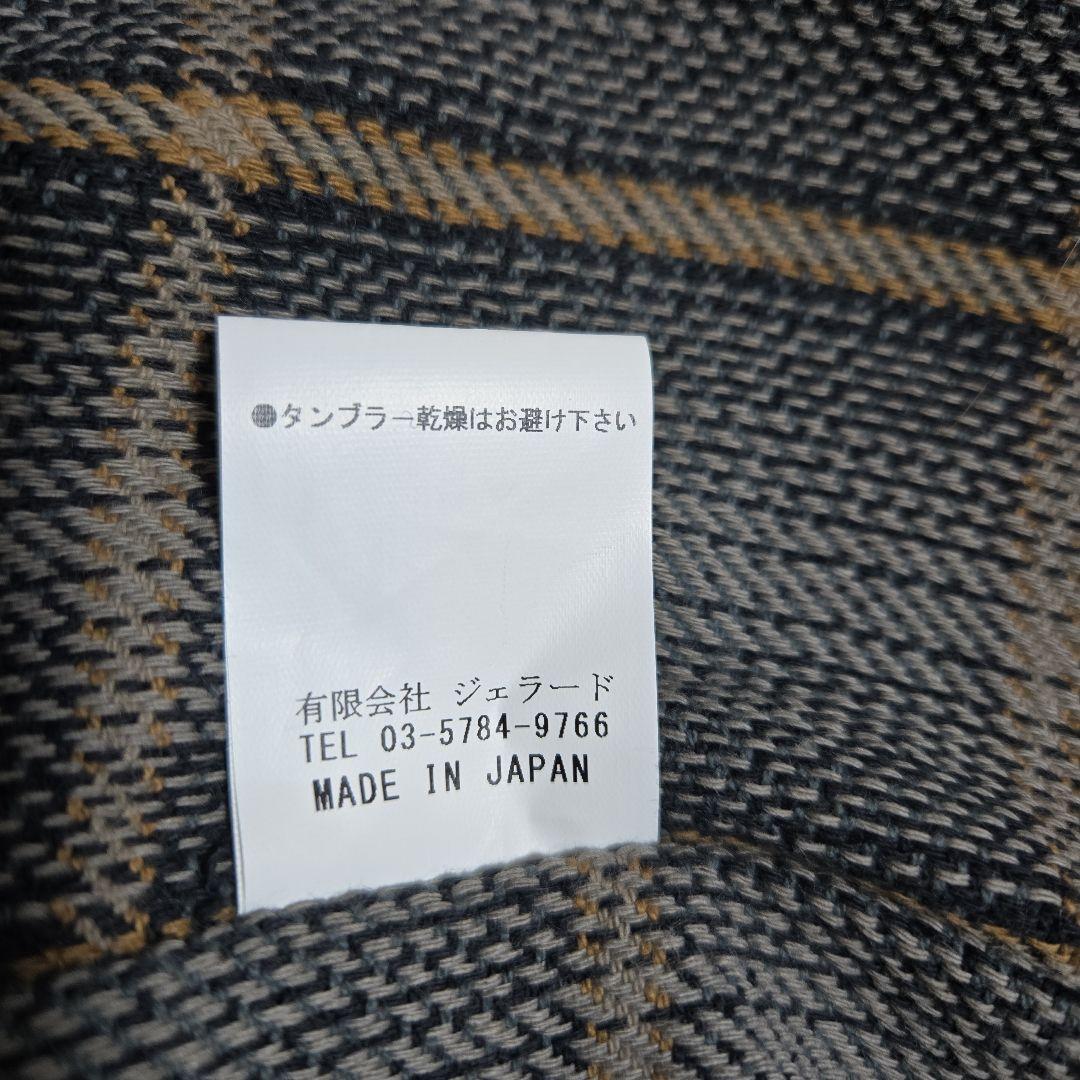 ●タンブラー乾燥はお避け下さい
有限会社 ジェラード
TEL 03-5784-9766
MADE IN JAPAN